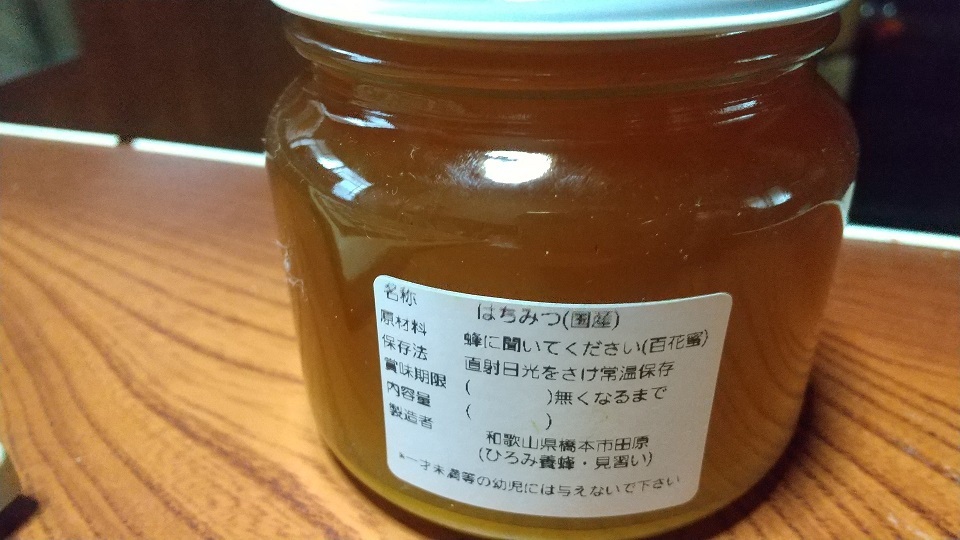 名称 はちみつ(国産)
原材料 蜂に聞いてください(百花蜜)
保存法 直射日光をさけ常温保存
賞味期限 ( )無くなるまで
内容量 ( )
製造者 和歌山県橋本市田原
(ひろみ養蜂・見習い)
*一才未満等の幼児には与えないで下さい